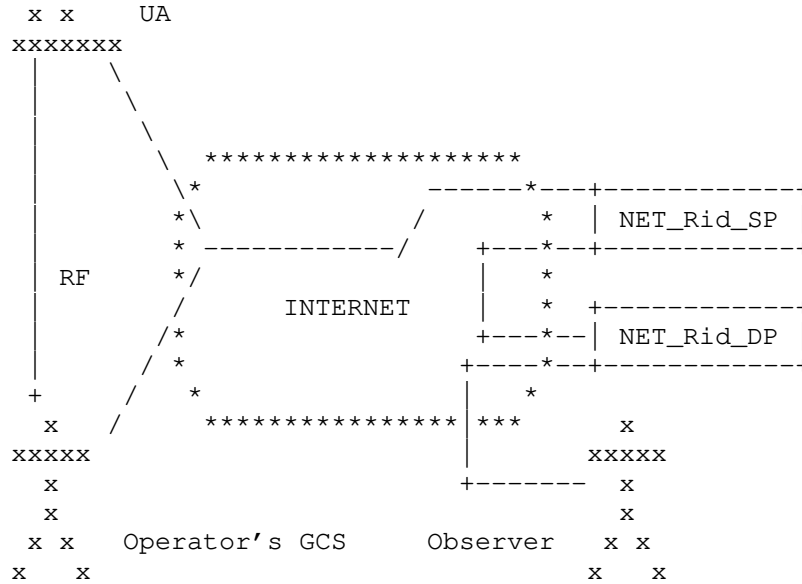 UA
NET_Rid_SP
RF
INTERNET
NET_Rid_DP
Operator's GCS Observer